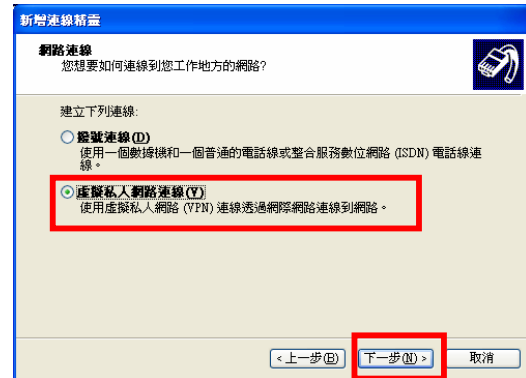 新增連線精靈
網路連線
您想要如何連線到您工作地方的網路?
建立下列連線:
撥號連線(D)
使用一個數據機和一個普通的電話線或整合服務數位網路 (ISDN) 電話線連
線。
虛擬私人網路連線(V)
使用虛擬私人網路 (VPN) 連線透過網際網路連線到網路。
<上一步(B) 下一步(N)> 取消